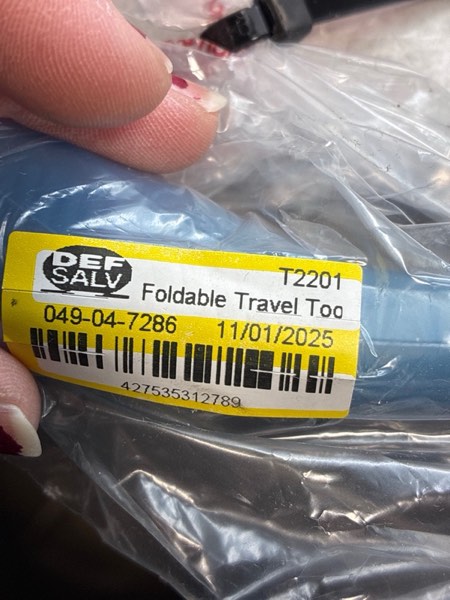 DEF
SALV
T2201
Foldable Travel Too
049-04-7286 11/01/2025
427535312789